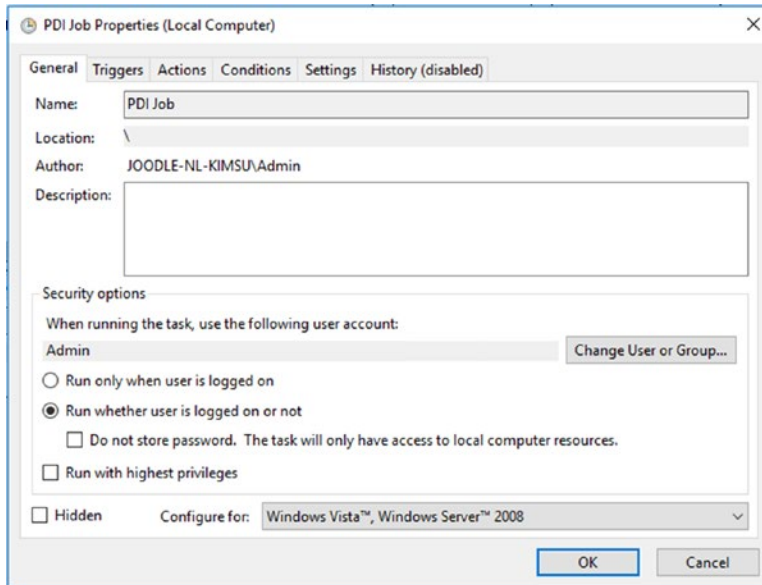 PDI Job Properties (Local Computer)
General Triggers Actions Conditions Settings History (disabled)
Name: PDI Job
Location: \
Author: JOODLE-NL-KIMSU\Admin
Description:
Security options
When running the task, use the following user account:
Admin Change User or Group...
Run only when user is logged on
Run whether user is logged on or not
Do not store password. The task will only have access to local computer resources.
Run with highest privileges
Hidden Configure for: Windows Vista™, Windows Server™ 2008
OK Cancel